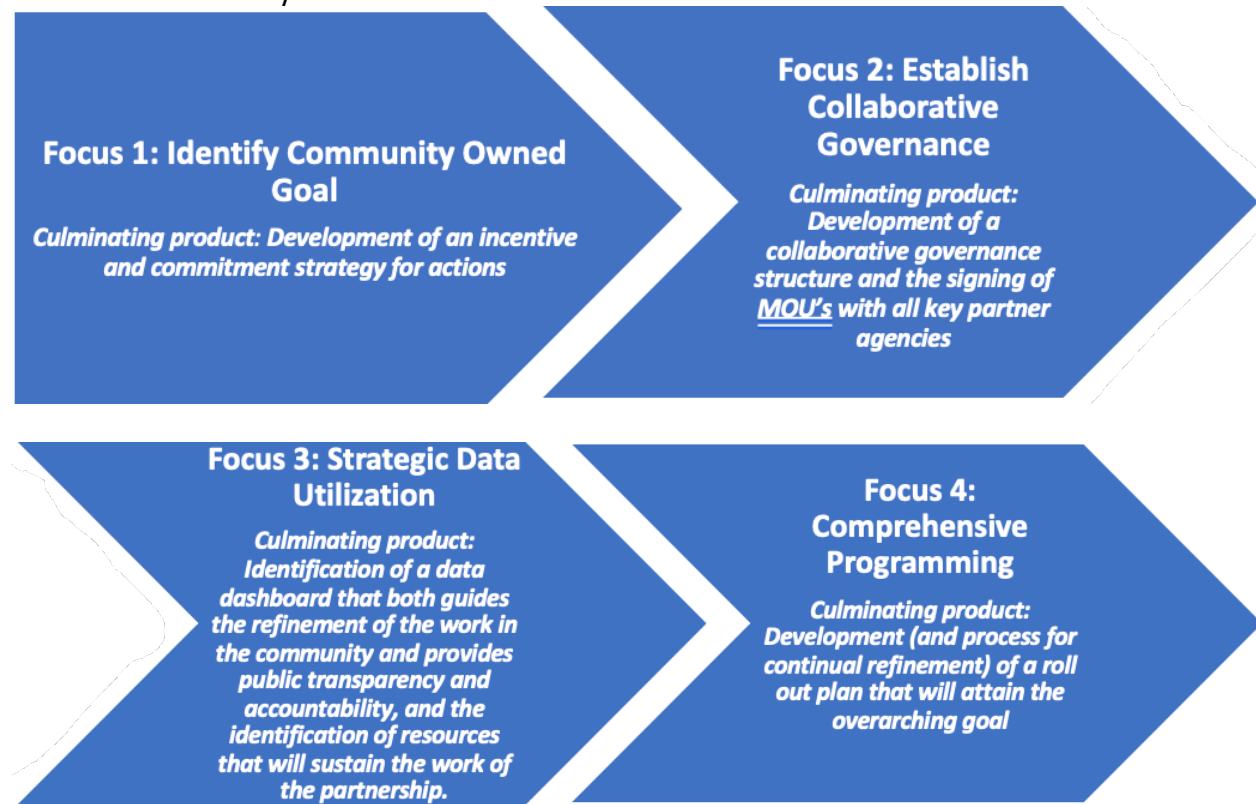 Focus 1: Identify Community Owned
Goal
Culminating product: Development of an incentive
and commitment strategy for actions
Focus 2: Establish
Collaborative
Governance
Culminating product:
Development of a
collaborative governance
structure and the signing of
MOU's with all key partner
agencies
Focus 3: Strategic Data
Utilization
Culminating product:
Identification of a data
dashboard that both guides
the refinement of the work in
the community and provides
public transparency and
accountability, and the
identification of resources
that will sustain the work of
the partnership.
Focus 4:
Comprehensive
Programming
Culminating product:
Development (and process for
continual refinement) of a roll
out plan that will attain the
overarching goal